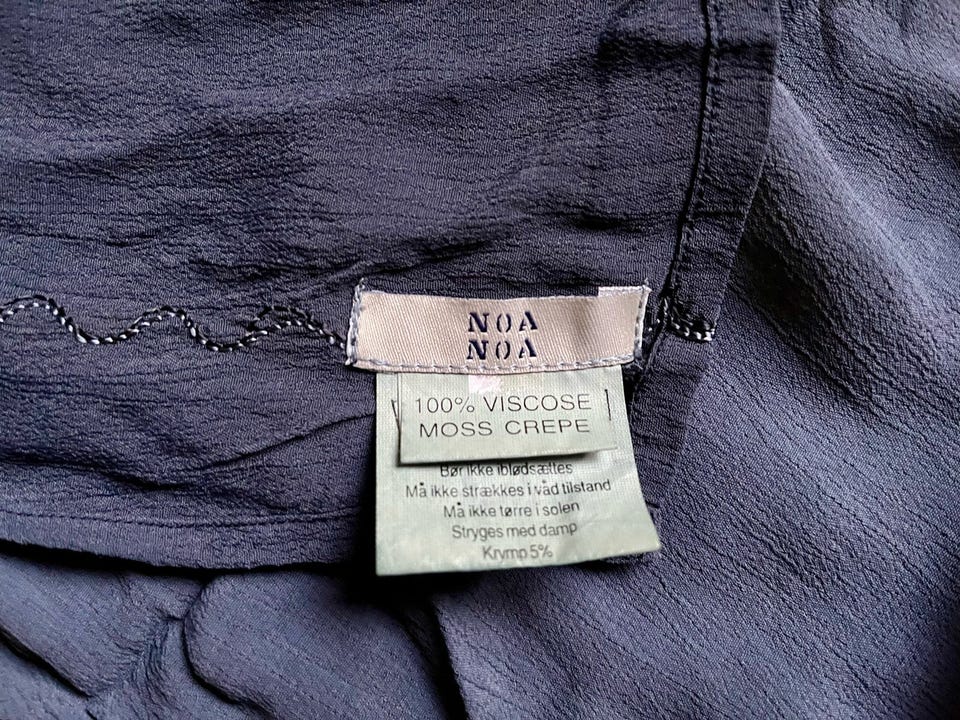 NOA
NOA
100% VISCOSE
MOSS CREPE
Bør ikke iblødsættes
Må ikke strækkes i våd tilstand
Må ikke tørre i solen
Stryges med damp
Krymp 5%